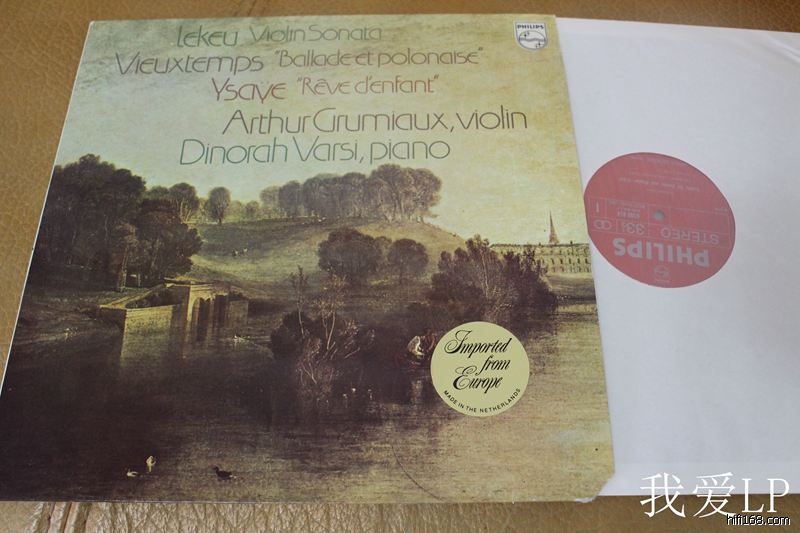 Lekeu Violin Sonata
Vieuxtemps "Ballade et polonaise"
Ysaÿe "Rêve d'enfant"
Arthur Grumiaux, violin
Dinorah Varsi, piano
PHILIPS
Imported
from
Europe
MADE IN THE NETHERLANDS
PHILIPS
STEREO 33⅓
1
我爱LP
hifi168.com